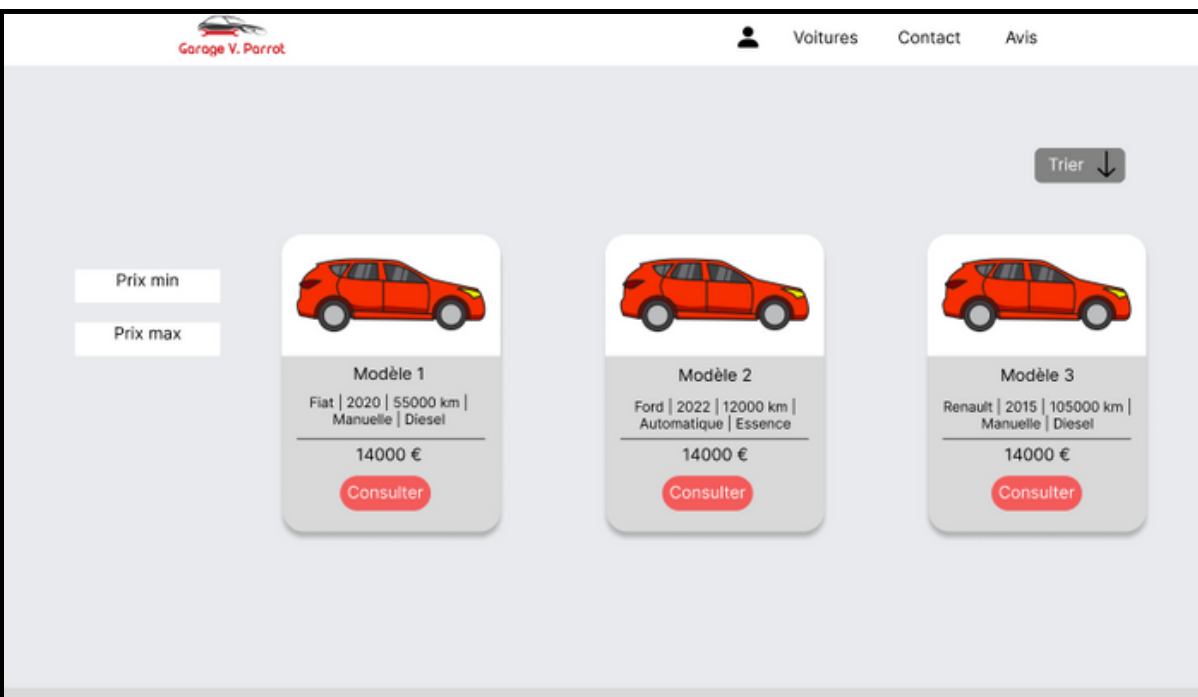 Garage V. Parrot
Voitures Contact Avis
Trier
Prix min
Prix max
Modèle 1
Fiat | 2020 | 55000 km |
Manuelle | Diesel
14000 €
Consulter
Modèle 2
Ford | 2022 | 12000 km |
Automatique | Essence
14000 €
Consulter
Modèle 3
Renault | 2015 | 105000 km |
Manuelle | Diesel
14000 €
Consulter